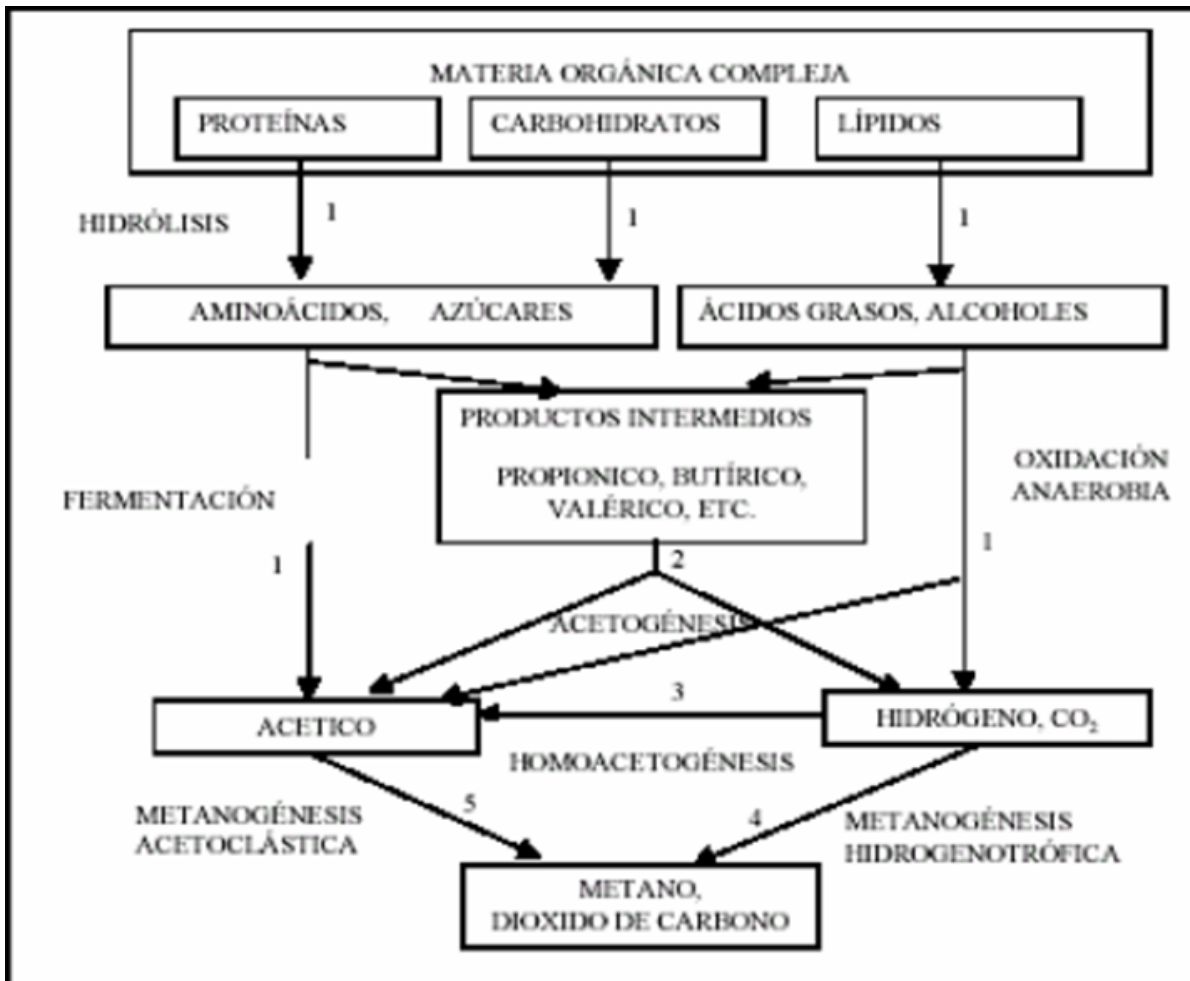 MATERIA ORGÁNICA COMPLEJA
PROTEÍNAS
CARBOHIDRATOS
LÍPIDOS
HIDRÓLISIS
1
1
1
AMINOÁCIDOS, AZÚCARES
ÁCIDOS GRASOS, ALCOHOLES
PRODUCTOS INTERMEDIOS
PROPIONICO, BUTÍRICO,
VALÉRICO, ETC.
FERMENTACIÓN
OXIDACIÓN
ANAEROBIA
1
2
1
ACETOGÉNESIS
ACETICO
3
HIDRÓGENO, CO₂
HOMOACETOGÉNESIS
METANOGÉNESIS
ACETOCLÁSTICA
5
4
METANOGÉNESIS
HIDROGENOTRÓFICA
METANO,
DIOXIDO DE CARBONO